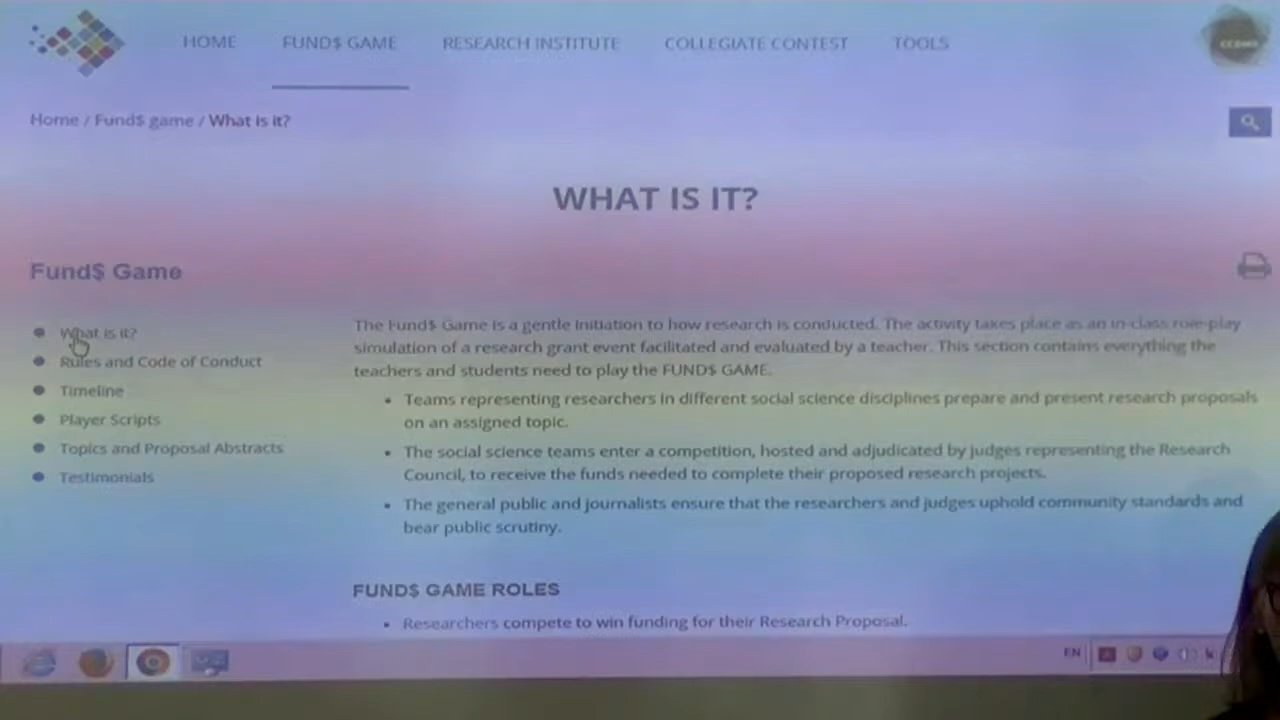 HOME FUND$ GAME RESEARCH INSTITUTE COLLEGIATE CONTEST TOOLS
Home / Fund$ game / What is it?
WHAT IS IT?
Fund$ Game
What is it?
Rules and Code of Conduct
Timeline
Player Scripts
Topics and Proposal Abstracts
Testimonials
The Fund$ Game is a gentle initiation to how research is conducted. The activity takes place as an in-class role-play
simulation of a research grant event facilitated and evaluated by a teacher. This section contains everything the
teachers and students need to play the FUND$ GAME.
Teams representing researchers in different social science disciplines prepare and present research proposals
on an assigned topic.
The social science teams enter a competition, hosted and adjudicated by judges representing the Research
Council, to receive the funds needed to complete their proposed research projects.
The general public and journalists ensure that the researchers and judges uphold community standards and
bear public scrutiny.
FUND$ GAME ROLES
Researchers compete to win funding for their Research Proposal.
EN